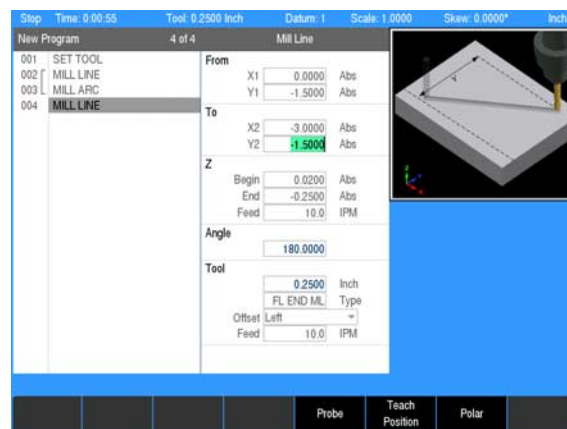 Stop Time: 0:00:55 Tool: 0.2500 Inch Datum: 1 Scale: 1.0000 Skew: 0.0000° Inch
New Program 4 of 4 Mill Line
001 SET TOOL
002 MILL LINE
003 MILL ARC
004 MILL LINE
From
X1 0.0000 Abs
Y1 -1.5000 Abs
To
X2 -3.0000 Abs
Y2 -1.5000 Abs
Z
Begin 0.0200 Abs
End -0.2500 Abs
Feed 10.0 IPM
Angle
180.0000
Tool
0.2500 Inch
FL END ML Type
Offset Left
Feed 10.0 IPM
Probe
Teach
Position
Polar